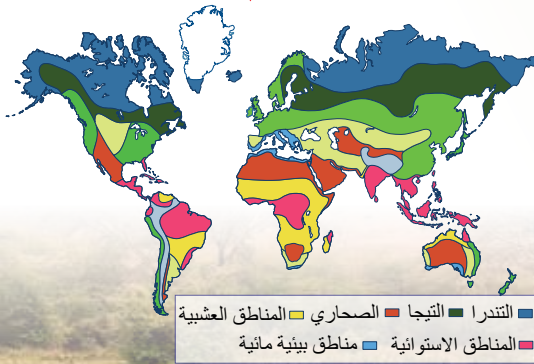 التندرا التيجا الصحاري المناطق العشبية
المناطق الاستوائية مناطق بيئية مائية